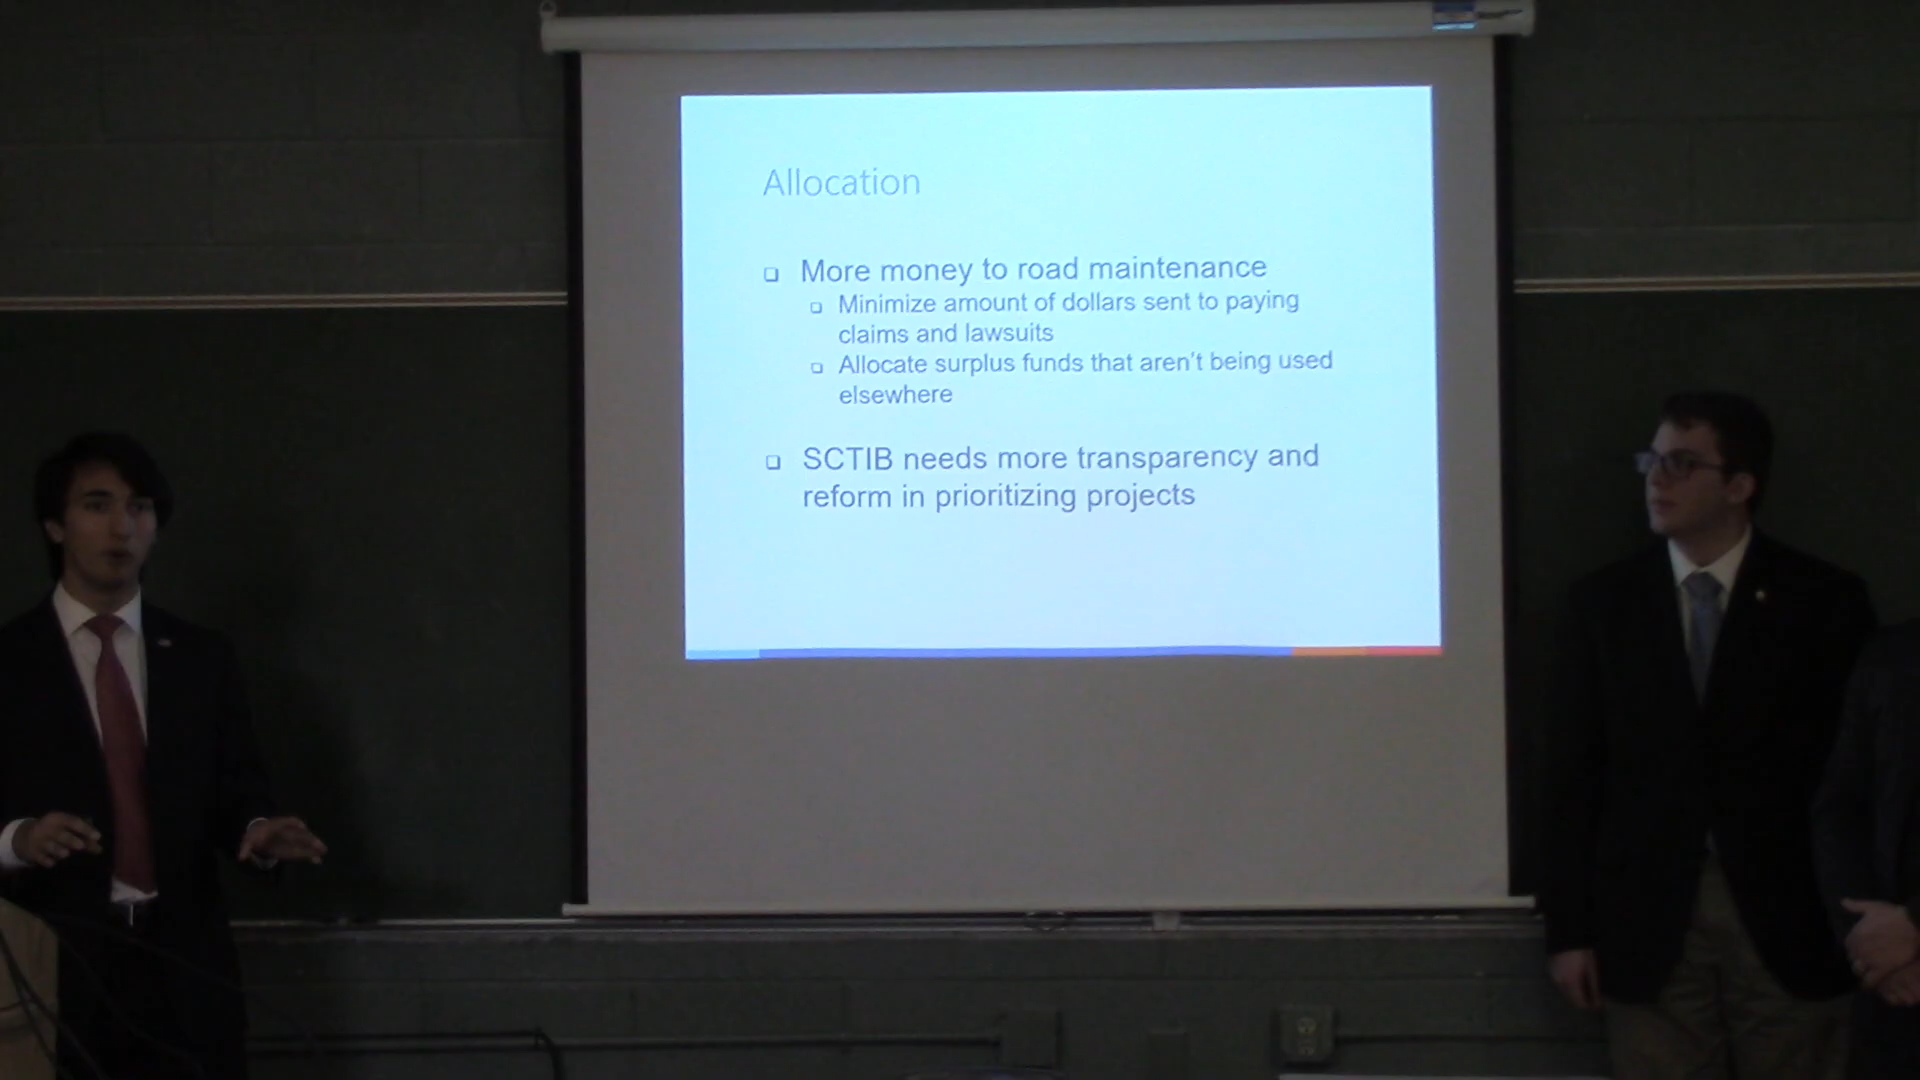 Allocation
More money to road maintenance
Minimize amount of dollars sent to paying
claims and lawsuits
Allocate surplus funds that aren't being used
elsewhere
SCTIB needs more transparency and
reform in prioritizing projects